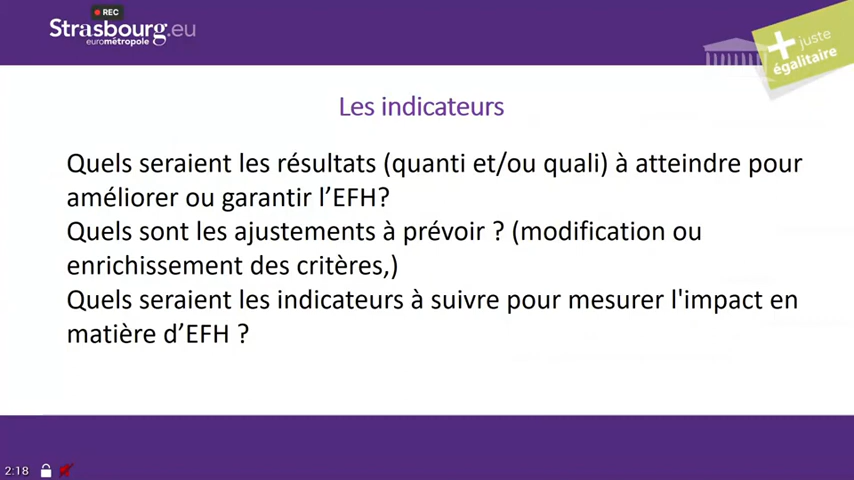 REC
Strasbourg.eu
eurométropole
+ juste
égalitaire
Les indicateurs
Quels seraient les résultats (quanti et/ou quali) à atteindre pour
améliorer ou garantir l’EFH?
Quels sont les ajustements à prévoir ? (modification ou
enrichissement des critères,)
Quels seraient les indicateurs à suivre pour mesurer l'impact en
matière d’EFH ?
2:18